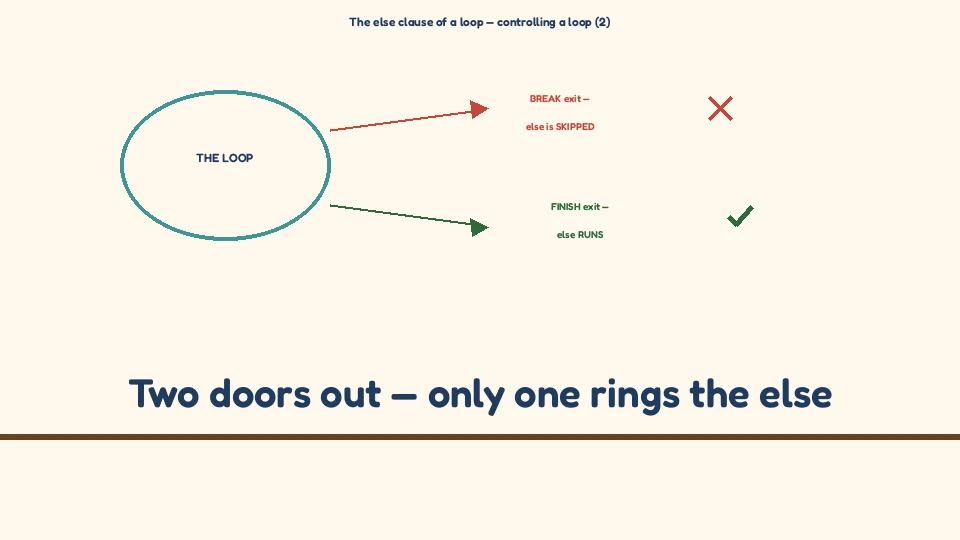 The else clause of a loop — controlling a loop (2)
BREAK exit —
else is SKIPPED
THE LOOP
FINISH exit —
else RUNS
Two doors out — only one rings the else